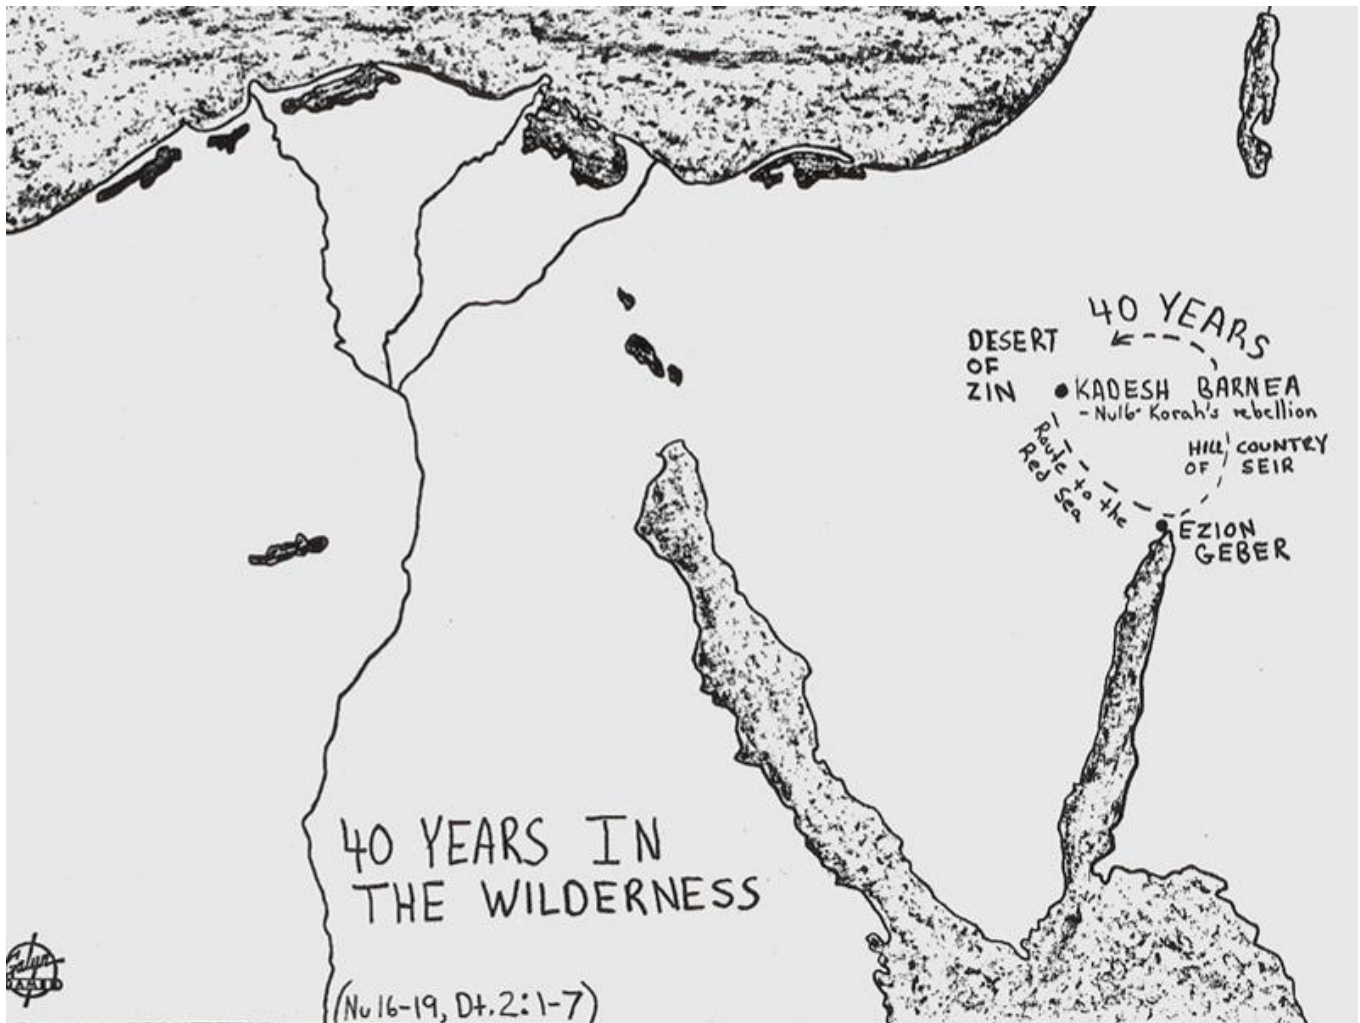 40 YEARS
DESERT
OF
ZIN
KADESH BARNEA
- Nu16- Korah's rebellion
Route to the
Red Sea
HILL COUNTRY
OF SEIR
EZION
GEBER
40 YEARS IN
THE WILDERNESS
(Nu16-19, Dt. 2:1-7)